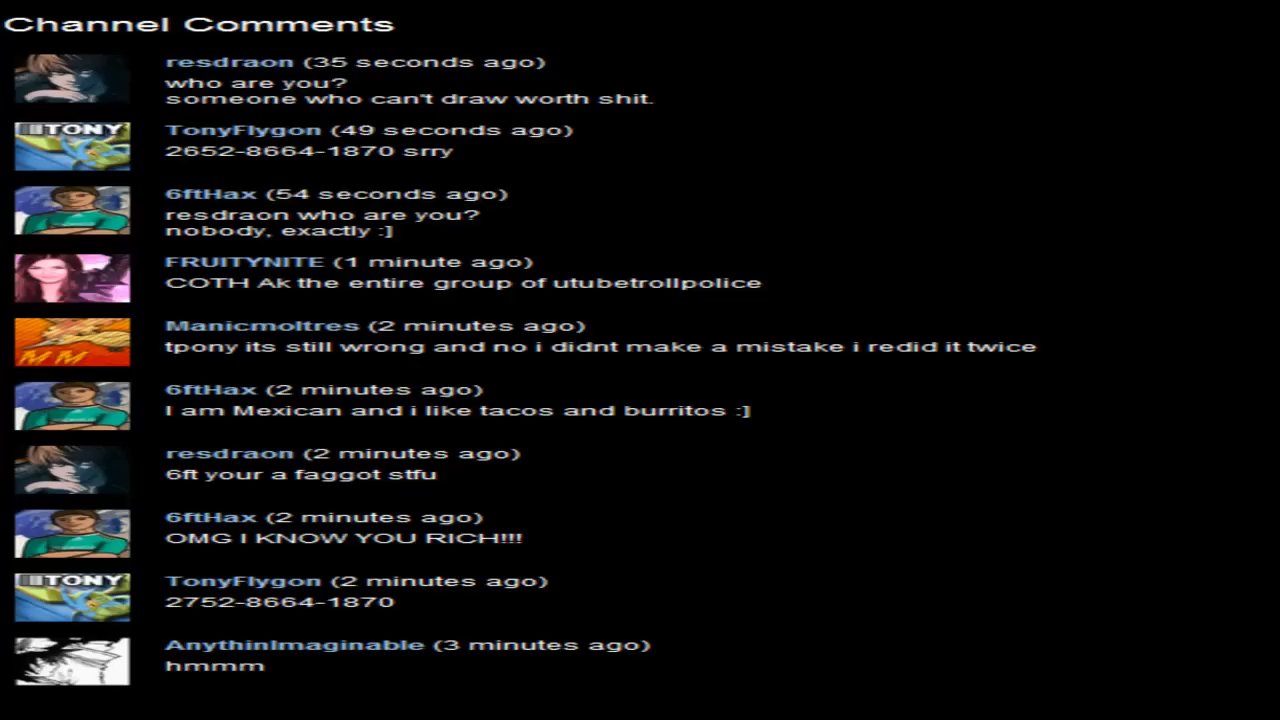 Channel Comments
resdraon (35 seconds ago)
who are you?
someone who can't draw worth shit.
TONY
TonyFlygon (49 seconds ago)
2652-8664-1870 srry
6ftHax (54 seconds ago)
resdraon who are you?
nobody, exactly :]
FRUITYNITE (1 minute ago)
COTH Ak the entire group of utubetrollpolice
Manicmoltres (2 minutes ago)
MM
tpony its still wrong and no i didnt make a mistake i redid it twice
6ftHax (2 minutes ago)
I am Mexican and i like tacos and burritos :]
resdraon (2 minutes ago)
6ft your a faggot stfu
6ftHax (2 minutes ago)
OMG I KNOW YOU RICH!!!
TONY
TonyFlygon (2 minutes ago)
2752-8664-1870
AnythinImaginable (3 minutes ago)
hmmm